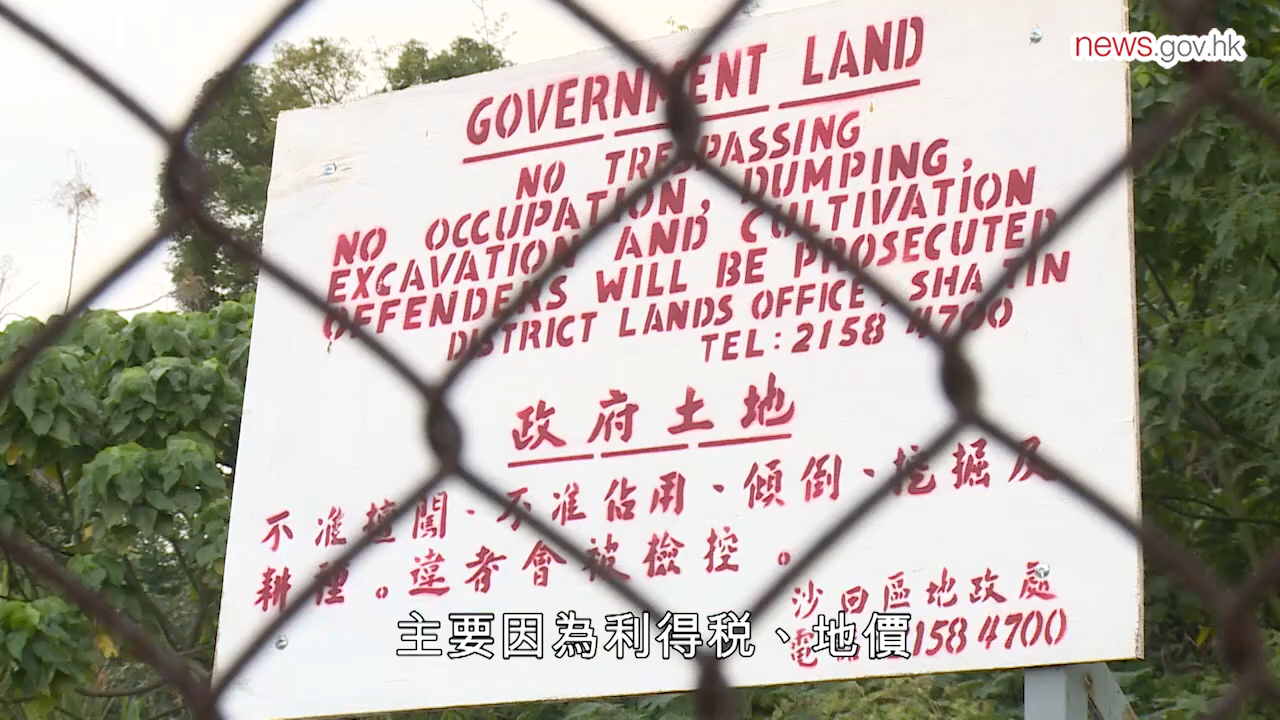 news.gov.hk
GOVERNMENT LAND
NO TRESPASSING
NO OCCUPATION, DUMPING,
EXCAVATION AND CULTIVATION
OFFENDERS WILL BE PROSECUTED
DISTRICT LANDS OFFICE, SHA TIN
TEL: 2158 4700
政府土地
不准擅闖、不准佔用、傾倒、挖掘及
耕種。違者會被檢控。
沙田區地政處
電 2158 4700
主要因為利得税、地價